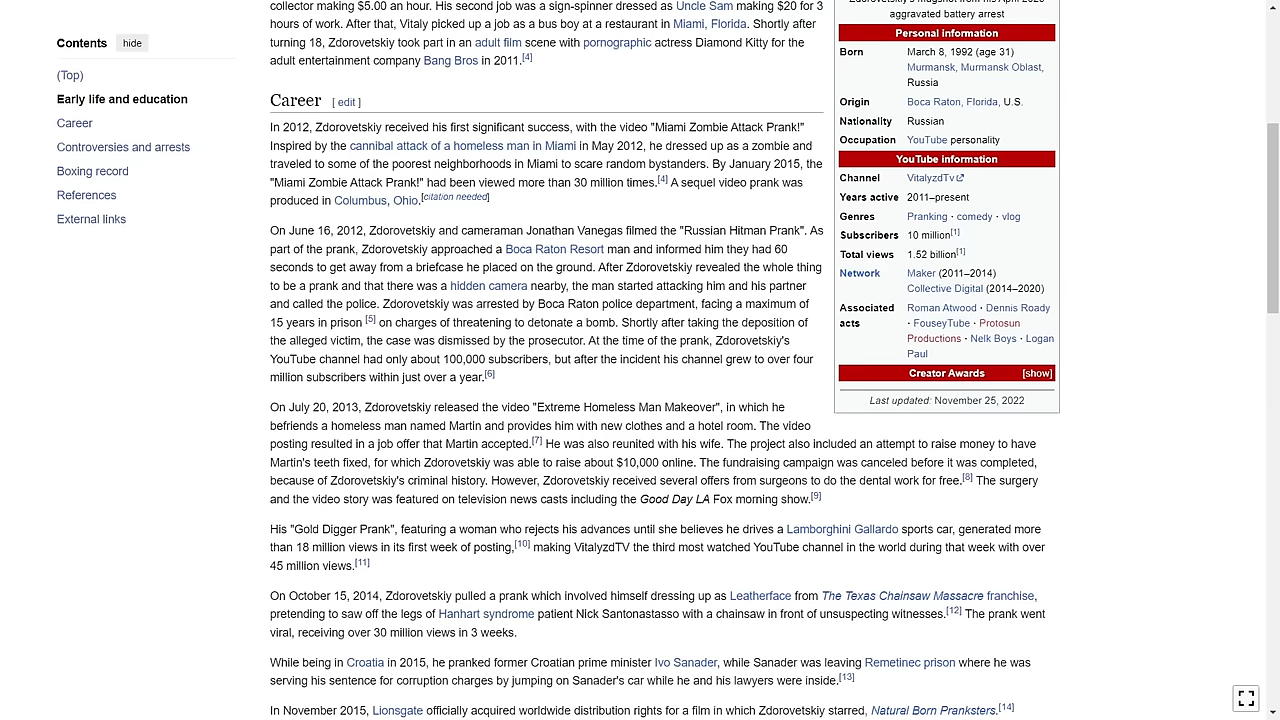 collector making $5.00 an hour. His second job was a sign-spinner dressed as Uncle Sam making $20 for 3
hours of work. After that, Vitaly picked up a job as a bus boy at a restaurant in Miami, Florida. Shortly after
turning 18, Zdorovetskiy took part in an adult film scene with pornographic actress Diamond Kitty for the
adult entertainment company Bang Bros in 2011.[4]
Contents hide
(Top)
Early life and education
Career
Controversies and arrests
Boxing record
References
External links
Career [ edit ]
In 2012, Zdorovetskiy received his first significant success, with the video "Miami Zombie Attack Prank!"
Inspired by the cannibal attack of a homeless man in Miami in May 2012, he dressed up as a zombie and
traveled to some of the poorest neighborhoods in Miami to scare random bystanders. By January 2015, the
"Miami Zombie Attack Prank!" had been viewed more than 30 million times.[4] A sequel video prank was
produced in Columbus, Ohio.[citation needed]
On June 16, 2012, Zdorovetskiy and cameraman Jonathan Vanegas filmed the "Russian Hitman Prank". As
part of the prank, Zdorovetskiy approached a Boca Raton Resort man and informed him they had 60
seconds to get away from a briefcase he placed on the ground. After Zdorovetskiy revealed the whole thing
to be a prank and that there was a hidden camera nearby, the man started attacking him and his partner
and called the police. Zdorovetskiy was arrested by Boca Raton police department, facing a maximum of
15 years in prison [5] on charges of threatening to detonate a bomb. Shortly after taking the deposition of
the alleged victim, the case was dismissed by the prosecutor. At the time of the prank, Zdorovetskiy's
YouTube channel had only about 100,000 subscribers, but after the incident his channel grew to over four
million subscribers within just over a year.[6]
On July 20, 2013, Zdorovetskiy released the video "Extreme Homeless Man Makeover", in which he
befriends a homeless man named Martin and provides him with new clothes and a hotel room. The video
posting resulted in a job offer that Martin accepted.[7] He was also reunited with his wife. The project also included an attempt to raise money to have
Martin's teeth fixed, for which Zdorovetskiy was able to raise about $10,000 online. The fundraising campaign was canceled before it was completed,
because of Zdorovetskiy's criminal history. However, Zdorovetskiy received several offers from surgeons to do the dental work for free.[8] The surgery
and the video story was featured on television news casts including the Good Day LA Fox morning show.[9]
His "Gold Digger Prank", featuring a woman who rejects his advances until she believes he drives a Lamborghini Gallardo sports car, generated more
than 18 million views in its first week of posting,[10] making VitalyzdTV the third most watched YouTube channel in the world during that week with over
45 million views.[11]
On October 15, 2014, Zdorovetskiy pulled a prank which involved himself dressing up as Leatherface from The Texas Chainsaw Massacre franchise,
pretending to saw off the legs of Hanhart syndrome patient Nick Santonastasso with a chainsaw in front of unsuspecting witnesses.[12] The prank went
viral, receiving over 30 million views in 3 weeks.
While being in Croatia in 2015, he pranked former Croatian prime minister Ivo Sanader, while Sanader was leaving Remetinec prison where he was
serving his sentence for corruption charges by jumping on Sanader's car while he and his lawyers were inside.[13]
In November 2015, Lionsgate officially acquired worldwide distribution rights for a film in which Zdorovetskiy starred, Natural Born Pranksters.[14]
Zdorovetskiy's mugshot from his April 2020
aggravated battery arrest
Personal information
Born March 8, 1992 (age 31)
Murmansk, Murmansk Oblast,
Russia
Origin Boca Raton, Florida, U.S.
Nationality Russian
Occupation YouTube personality
YouTube information
Channel VitalyzdTv
Years active 2011–present
Genres Pranking · comedy · vlog
Subscribers 10 million[1]
Total views 1.52 billion[1]
Network Maker (2011–2014)
Collective Digital (2014–2020)
Associated acts Roman Atwood · Dennis Roady
· FouseyTube · Protosun
Productions · Nelk Boys · Logan
Paul
Creator Awards [show]
Last updated: November 25, 2022